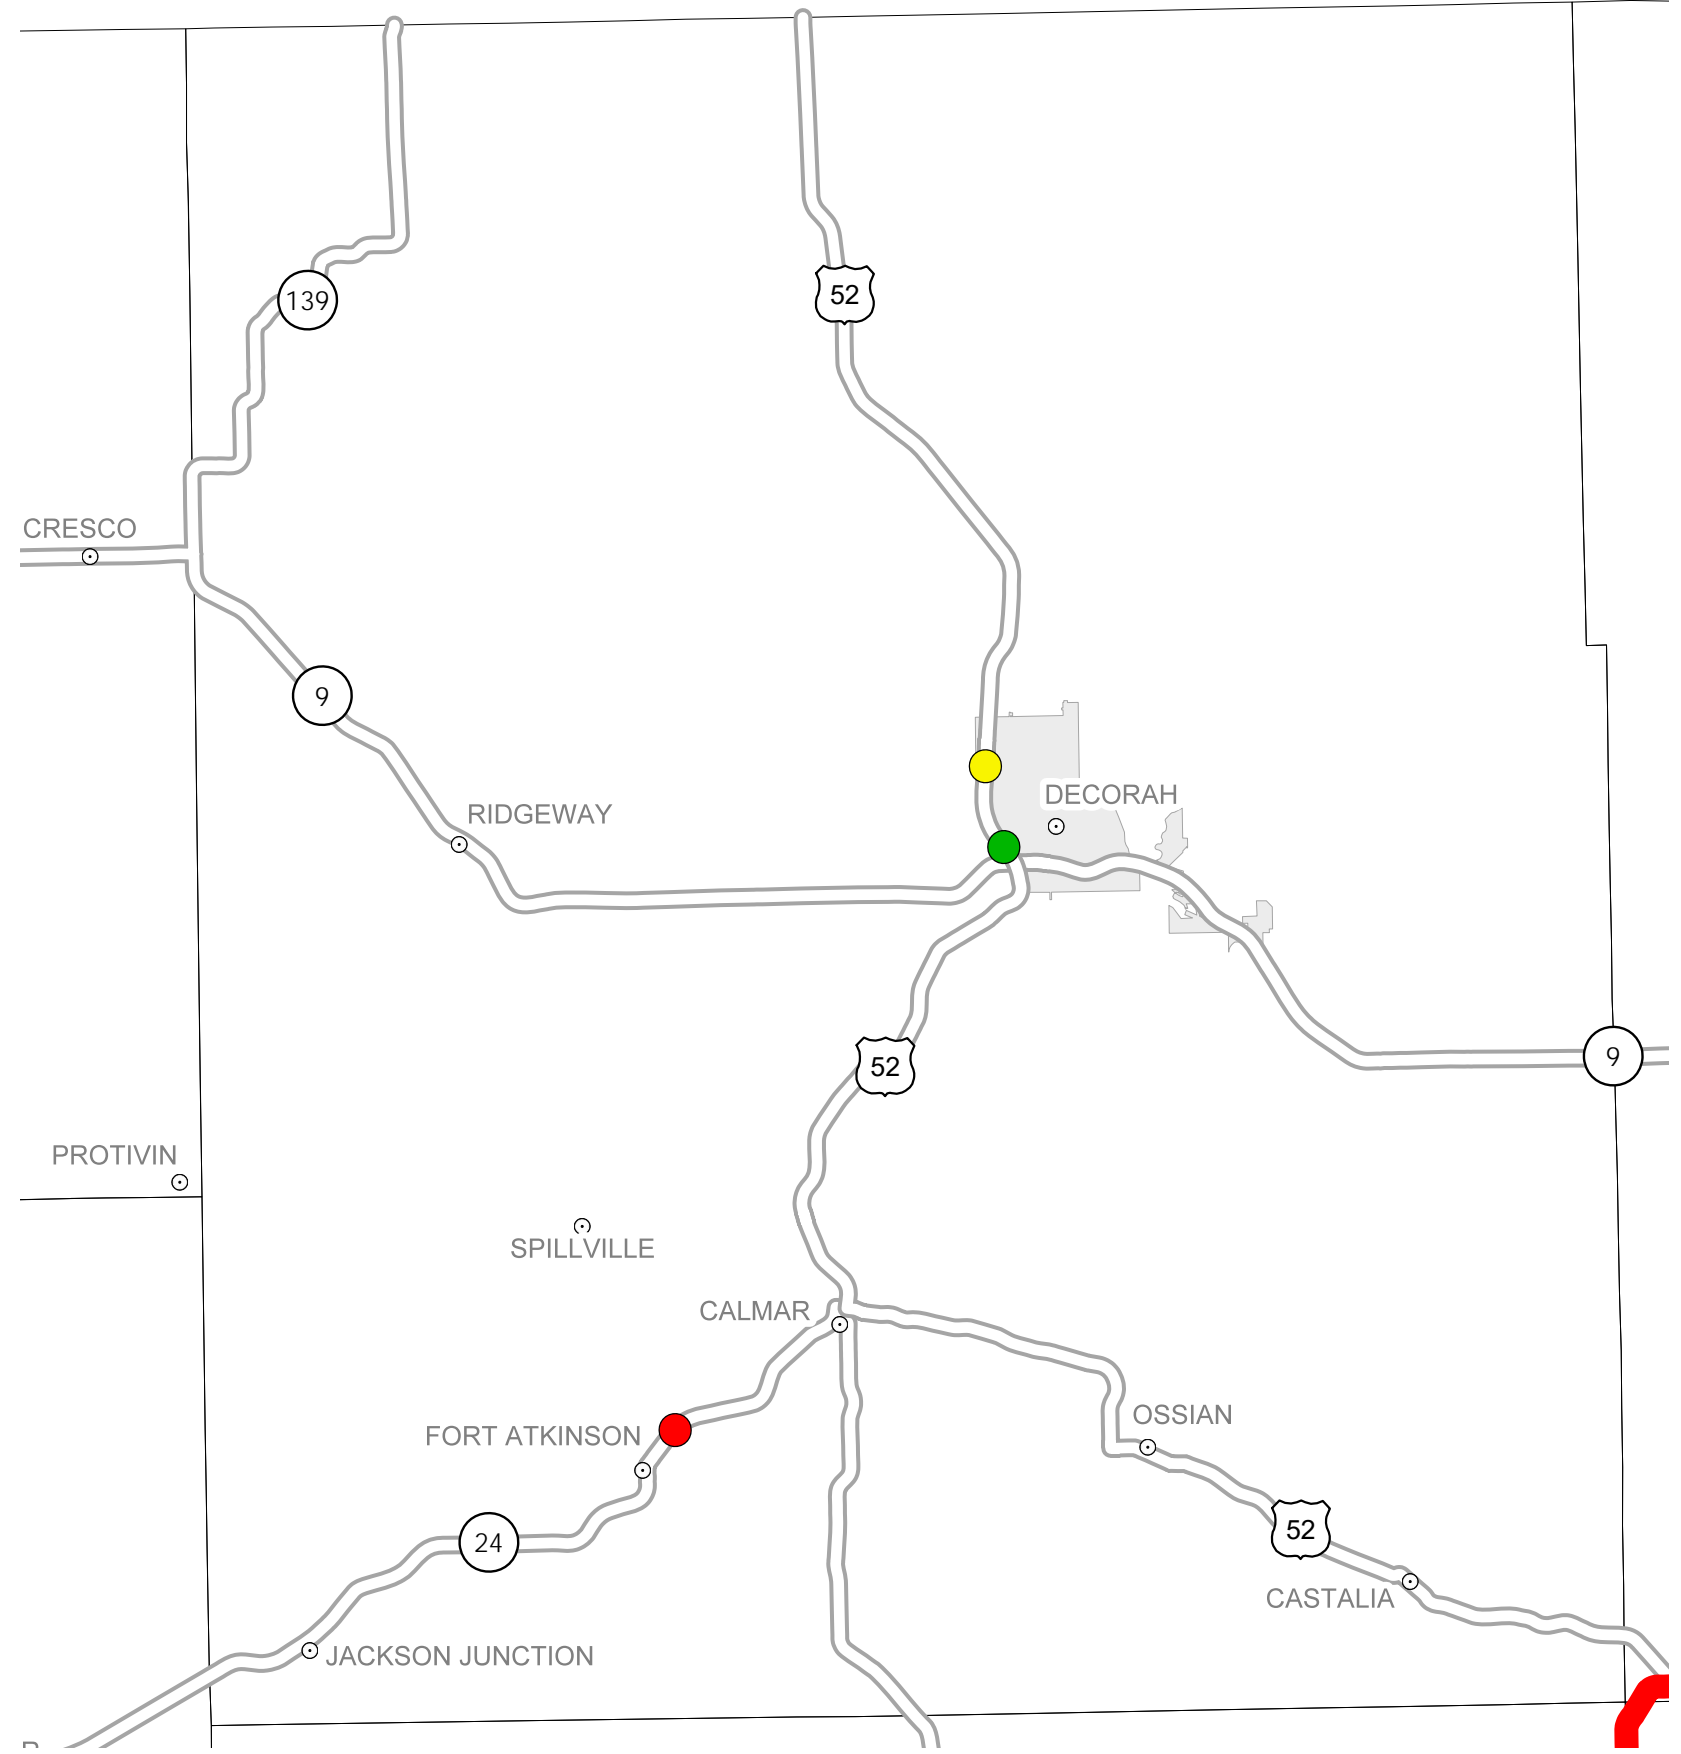 139
52
CRESCO
9
RIDGEWAY
DECORAH
9
52
PROTIVIN
SPILLVILLE
CALMAR
OSSIAN
FORT ATKINSON
52
24
CASTALIA
JACKSON JUNCTION